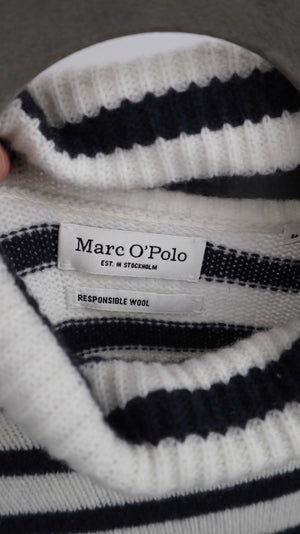 Marc O'Polo
EST. IN STOCKHOLM
RESPONSIBLE WOOL